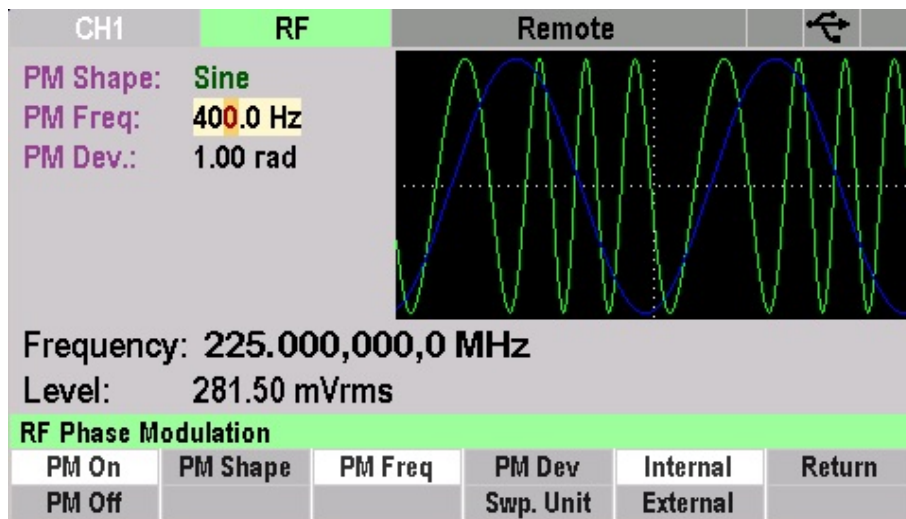 CH1 RF Remote
PM Shape: Sine
PM Freq: 400.0 Hz
PM Dev.: 1.00 rad
Frequency: 225.000,000,0 MHz
Level: 281.50 mVrms
RF Phase Modulation
PM On PM Shape PM Freq PM Dev Internal Return
PM Off Swp. Unit External